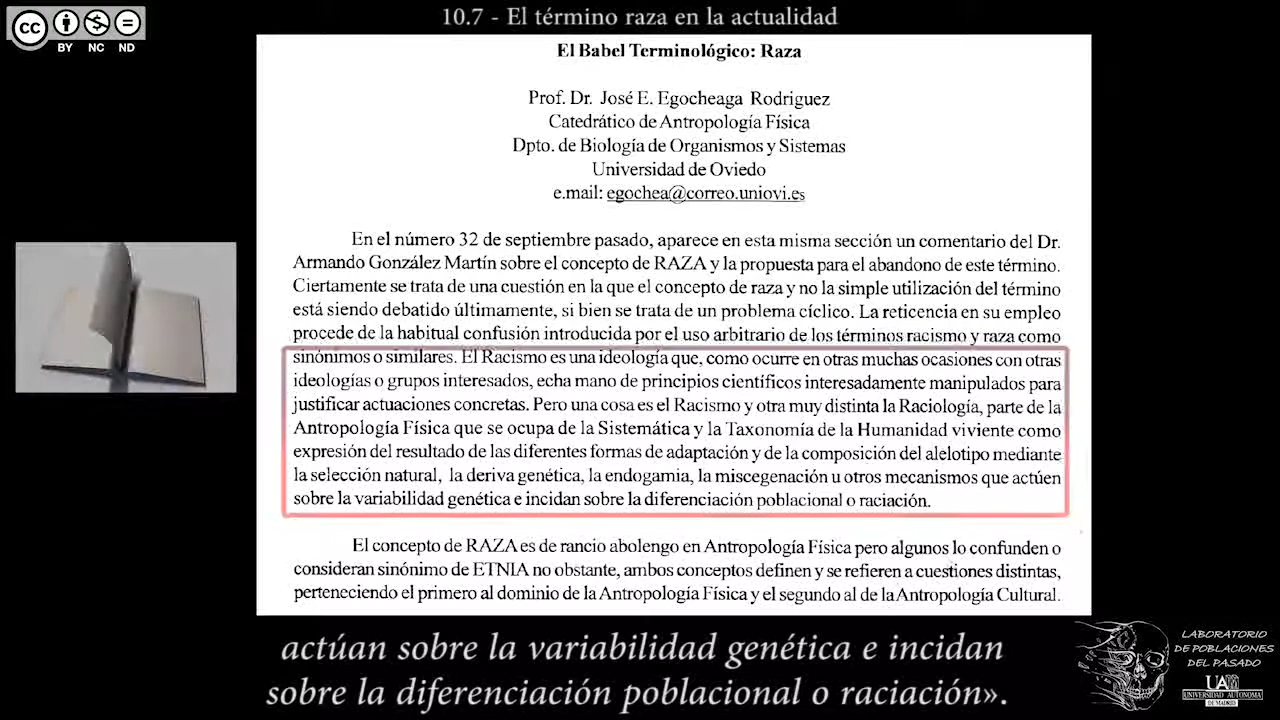 10.7 - El término raza en la actualidad
cc
BY NC ND
El Babel Terminológico: Raza
Prof. Dr. José E. Egocheaga Rodriguez
Catedrático de Antropología Física
Dpto. de Biología de Organismos y Sistemas
Universidad de Oviedo
e.mail: egochea@correo.uniovi.es
En el número 32 de septiembre pasado, aparece en esta misma sección un comentario del Dr.
Armando González Martín sobre el concepto de RAZA y la propuesta para el abandono de este término.
Ciertamente se trata de una cuestión en la que el concepto de raza y no la simple utilización del término
está siendo debatido últimamente, si bien se trata de un problema cíclico. La reticencia en su empleo
procede de la habitual confusión introducida por el uso arbitrario de los términos racismo y raza como
sinónimos o similares. El Racismo es una ideología que, como ocurre en otras muchas ocasiones con otras
ideologías o grupos interesados, echa mano de principios científicos interesadamente manipulados para
justificar actuaciones concretas. Pero una cosa es el Racismo y otra muy distinta la Raciología, parte de la
Antropología Física que se ocupa de la Sistemática y la Taxonomía de la Humanidad viviente como
expresión del resultado de las diferentes formas de adaptación y de la composición del alelotipo mediante
la selección natural, la deriva genética, la endogamia, la miscegenación u otros mecanismos que actúen
sobre la variabilidad genética e incidan sobre la diferenciación poblacional o raciación.
El concepto de RAZA es de rancio abolengo en Antropología Física pero algunos lo confunden o
consideran sinónimo de ETNIA no obstante, ambos conceptos definen y se refieren a cuestiones distintas,
perteneciendo el primero al dominio de la Antropología Física y el segundo al de la Antropología Cultural.
actúan sobre la variabilidad genética e incidan
sobre la diferenciación poblacional o raciación».
LABORATORIO
DE POBLACIONES
DEL PASADO
UAM
UNIVERSIDAD AUTONOMA
DE MADRID